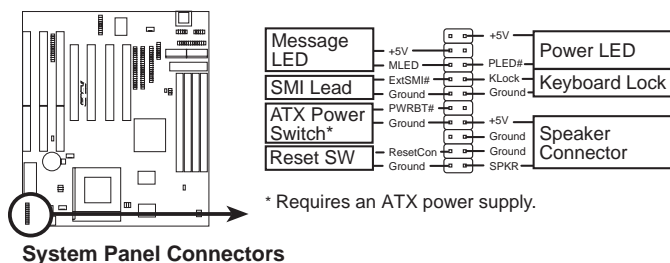 Message
LED
SMI Lead
ATX Power
Switch*
Reset SW
+5V
MLED
ExtSMI#
Ground
PWRBT#
Ground
ResetCon
Ground
+5V
PLED#
KLock
Ground
+5V
Ground
Ground
SPKR
Power LED
Keyboard Lock
Speaker
Connector
* Requires an ATX power supply.
System Panel Connectors